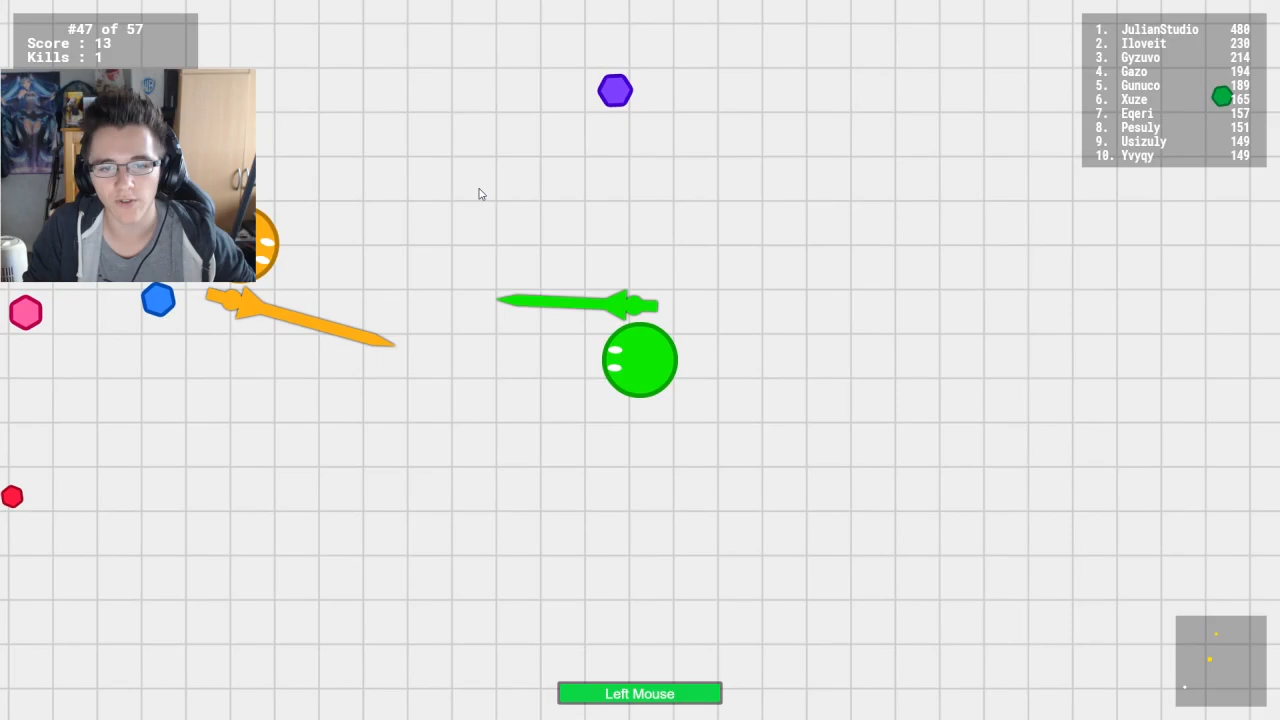 #47 of 57
Score : 13
Kills : 1
1. JulianStudio 480
2. Iloveit 230
3. Gyzuvo 214
4. Gazo 194
5. Gunuco 189
6. Xuze 165
7. Eqeri 157
8. Pesuly 151
9. Usizuly 149
10. Yvyqy 149
Left Mouse